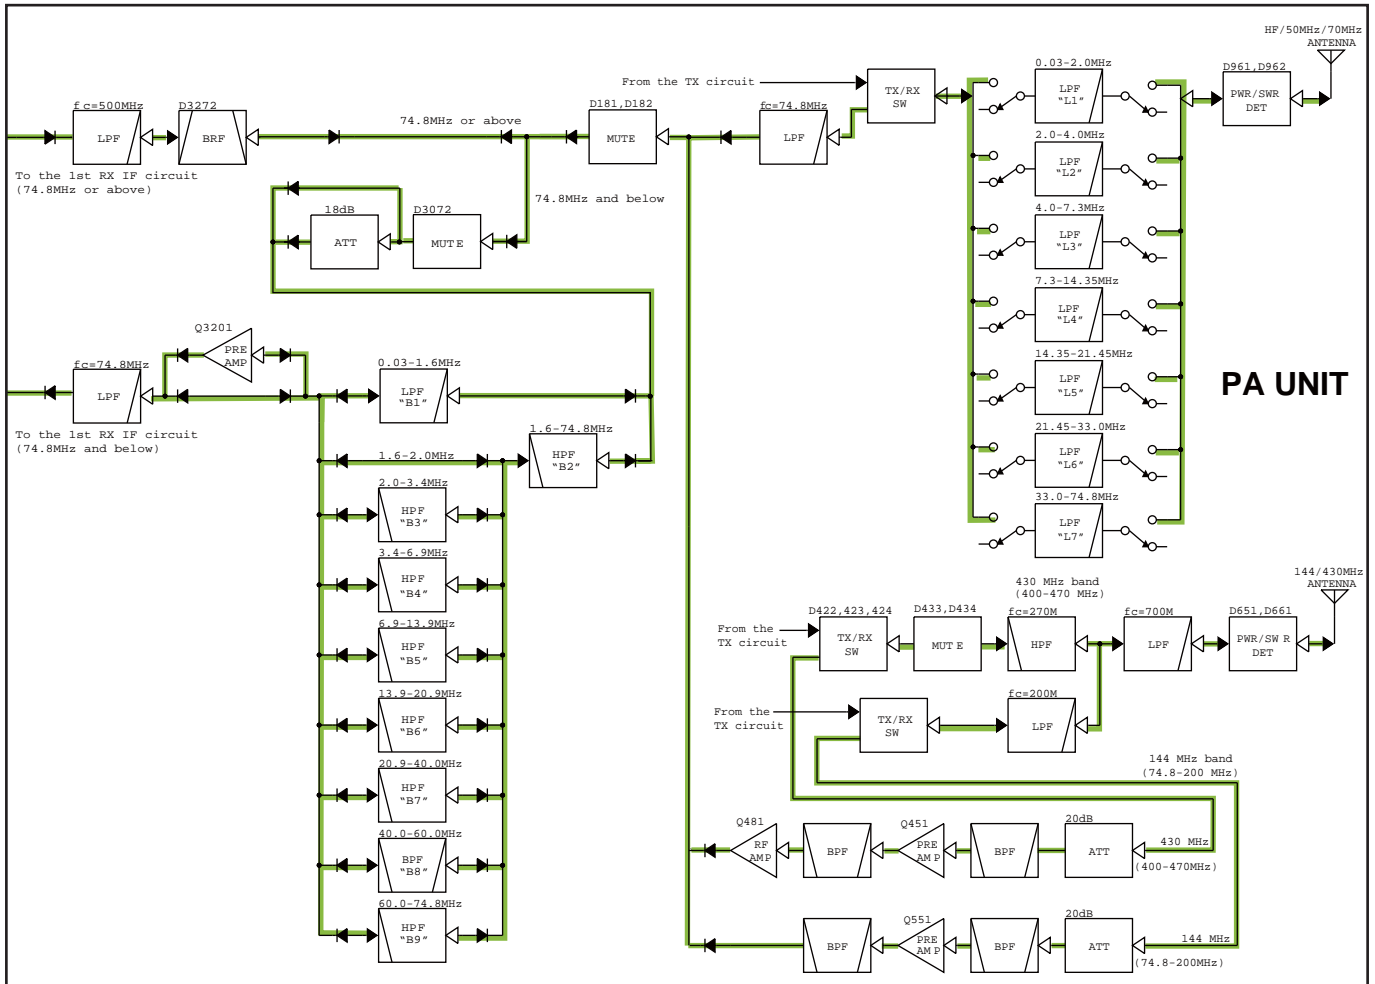 HF/50MHz/70MHz
ANTENNA
0.03-2.0MHz
D961,D962
From the TX circuit
TX/RX
SW
LPF
"L1"
PWR/SWR
DET
fc=500MHz
D3272
D181,D182
fc=74.8MHz
74.8MHz or above
LPF
BRF
MUTE
LPF
2.0-4.0MHz
LPF
"L2"
To the 1st RX IF circuit
(74.8MHz or above)
74.8MHz and below
18dB
D3072
ATT
MUTE
4.0-7.3MHz
LPF
"L3"
7.3-14.35MHz
LPF
"L4"
Q3201
PRE
AMP
fc=74.8MHz
LPF
0.03-1.6MHz
LPF
"B1"
14.35-21.45MHz
LPF
"L5"
PA UNIT
To the 1st RX IF circuit
(74.8MHz and below)
1.6-74.8MHz
HPF
"B2"
21.45-33.0MHz
LPF
"L6"
1.6-2.0MHz
2.0-3.4MHz
HPF
"B3"
33.0-74.8MHz
LPF
"L7"
3.4-6.9MHz
HPF
"B4"
144/430MHz
ANTENNA
430 MHz band
(400-470 MHz)
D422,423,424
D433,D434
fc=270M
fc=700M
D651,D661
From the
TX circuit
TX/RX
SW
MUTE
HPF
LPF
PWR/SWR
DET
6.9-13.9MHz
HPF
"B5"
13.9-20.9MHz
HPF
"B6"
fc=200M
From the
TX circuit
TX/RX
SW
LPF
144 MHz band
(74.8-200 MHz)
20.9-40.0MHz
HPF
"B7"
Q481
Q451
20dB
RF
AMP
BPF
PRE
AMP
BPF
ATT
430 MHz
(400-470MHz)
40.0-60.0MHz
BPF
"B8"
60.0-74.8MHz
HPF
"B9"
Q551
20dB
BPF
PRE
AMP
BPF
ATT
144 MHz
(74.8-200MHz)